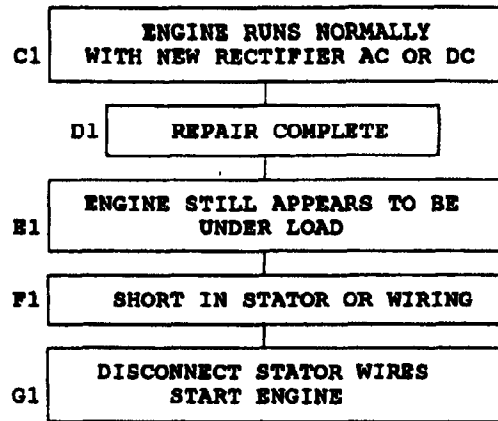 ENGINE RUNS NORMALLY
C1 WITH NEW RECTIFIER AC OR DC
D1 REPAIR COMPLETE
ENGINE STILL APPEARS TO BE
E1 UNDER LOAD
F1 SHORT IN STATOR OR WIRING
DISCONNECT STATOR WIRES
G1 START ENGINE